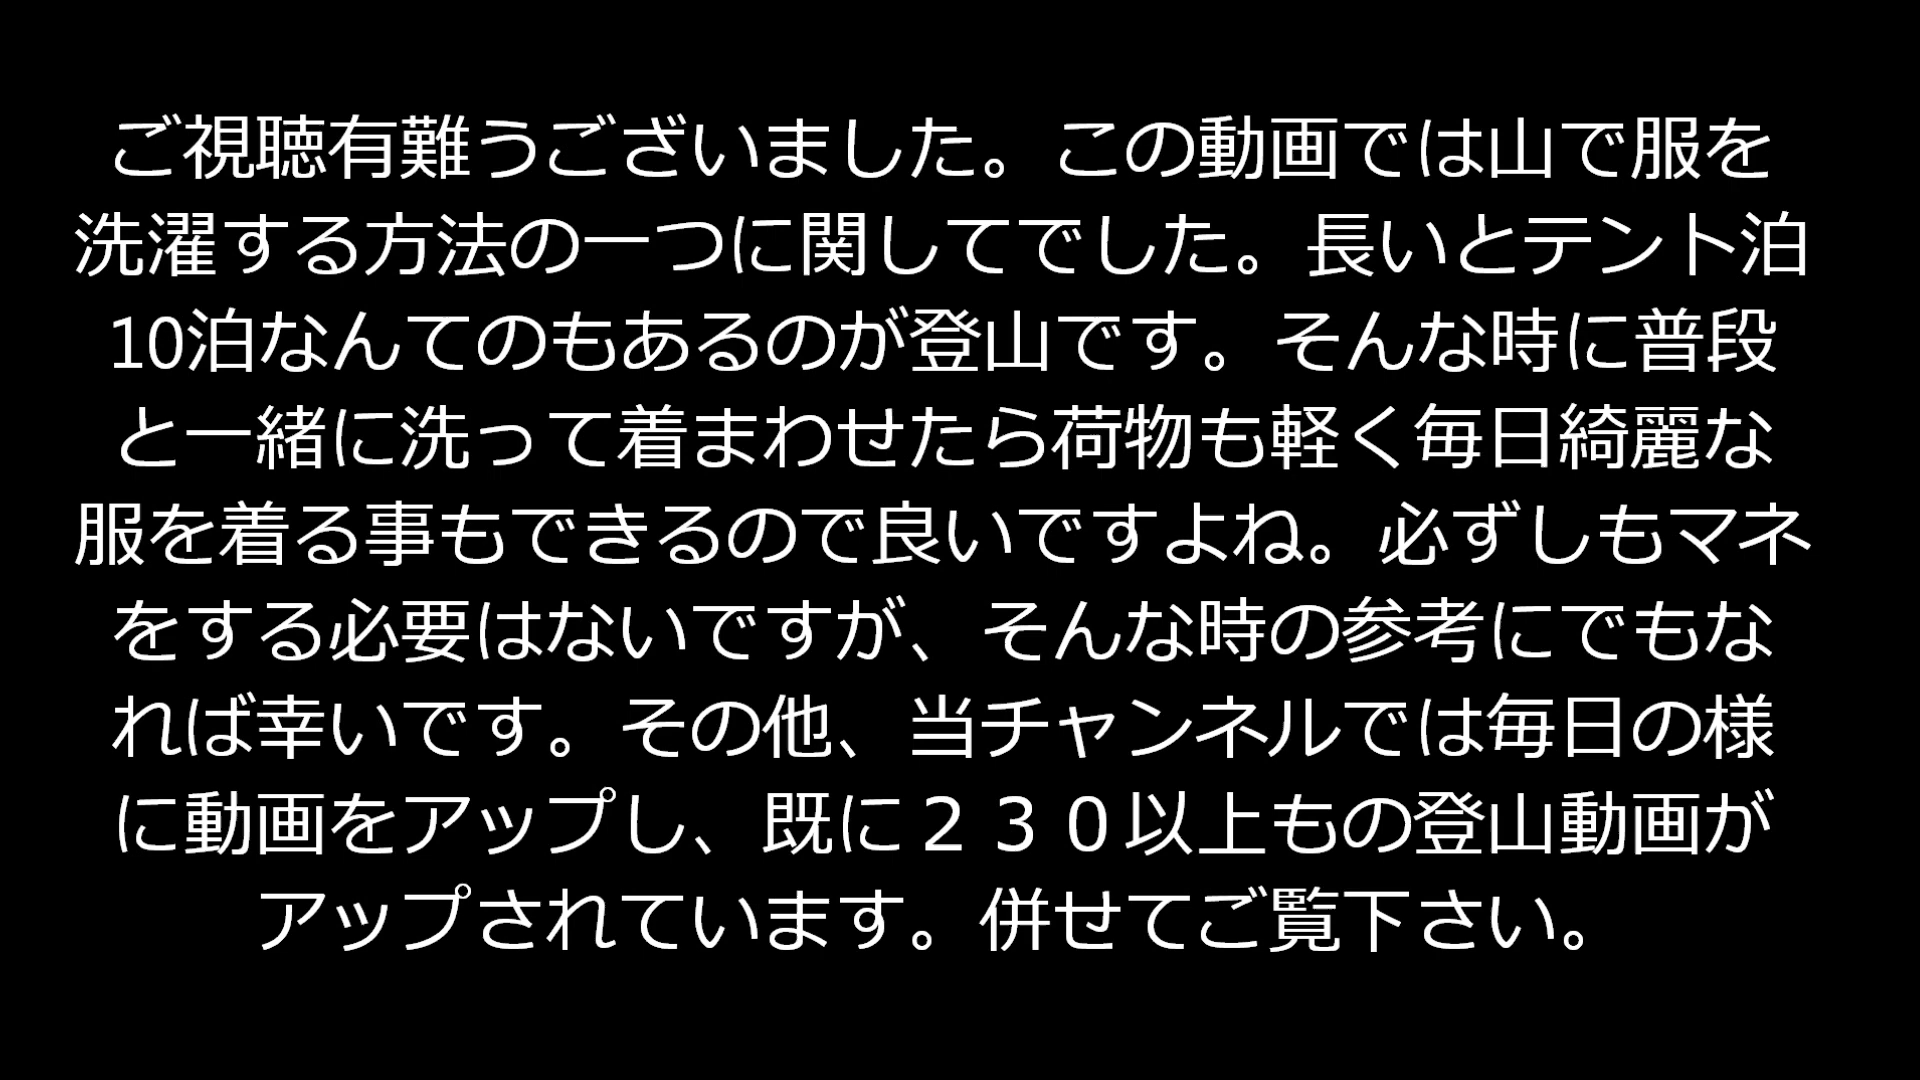 ご視聴有難うございました。この動画では山で服を
洗濯する方法の一つに関してでした。長いとテント泊
10泊なんてのもあるのが登山です。そんな時に普段
と一緒に洗って着まわせたら荷物も軽く毎日綺麗な
服を着る事もできるので良いですよね。必ずしもマネ
をする必要はないですが、そんな時の参考にでもな
れば幸いです。その他、当チャンネルでは毎日の様
に動画をアップし、既に２３０以上もの登山動画が
アップされています。併せてご覧下さい。